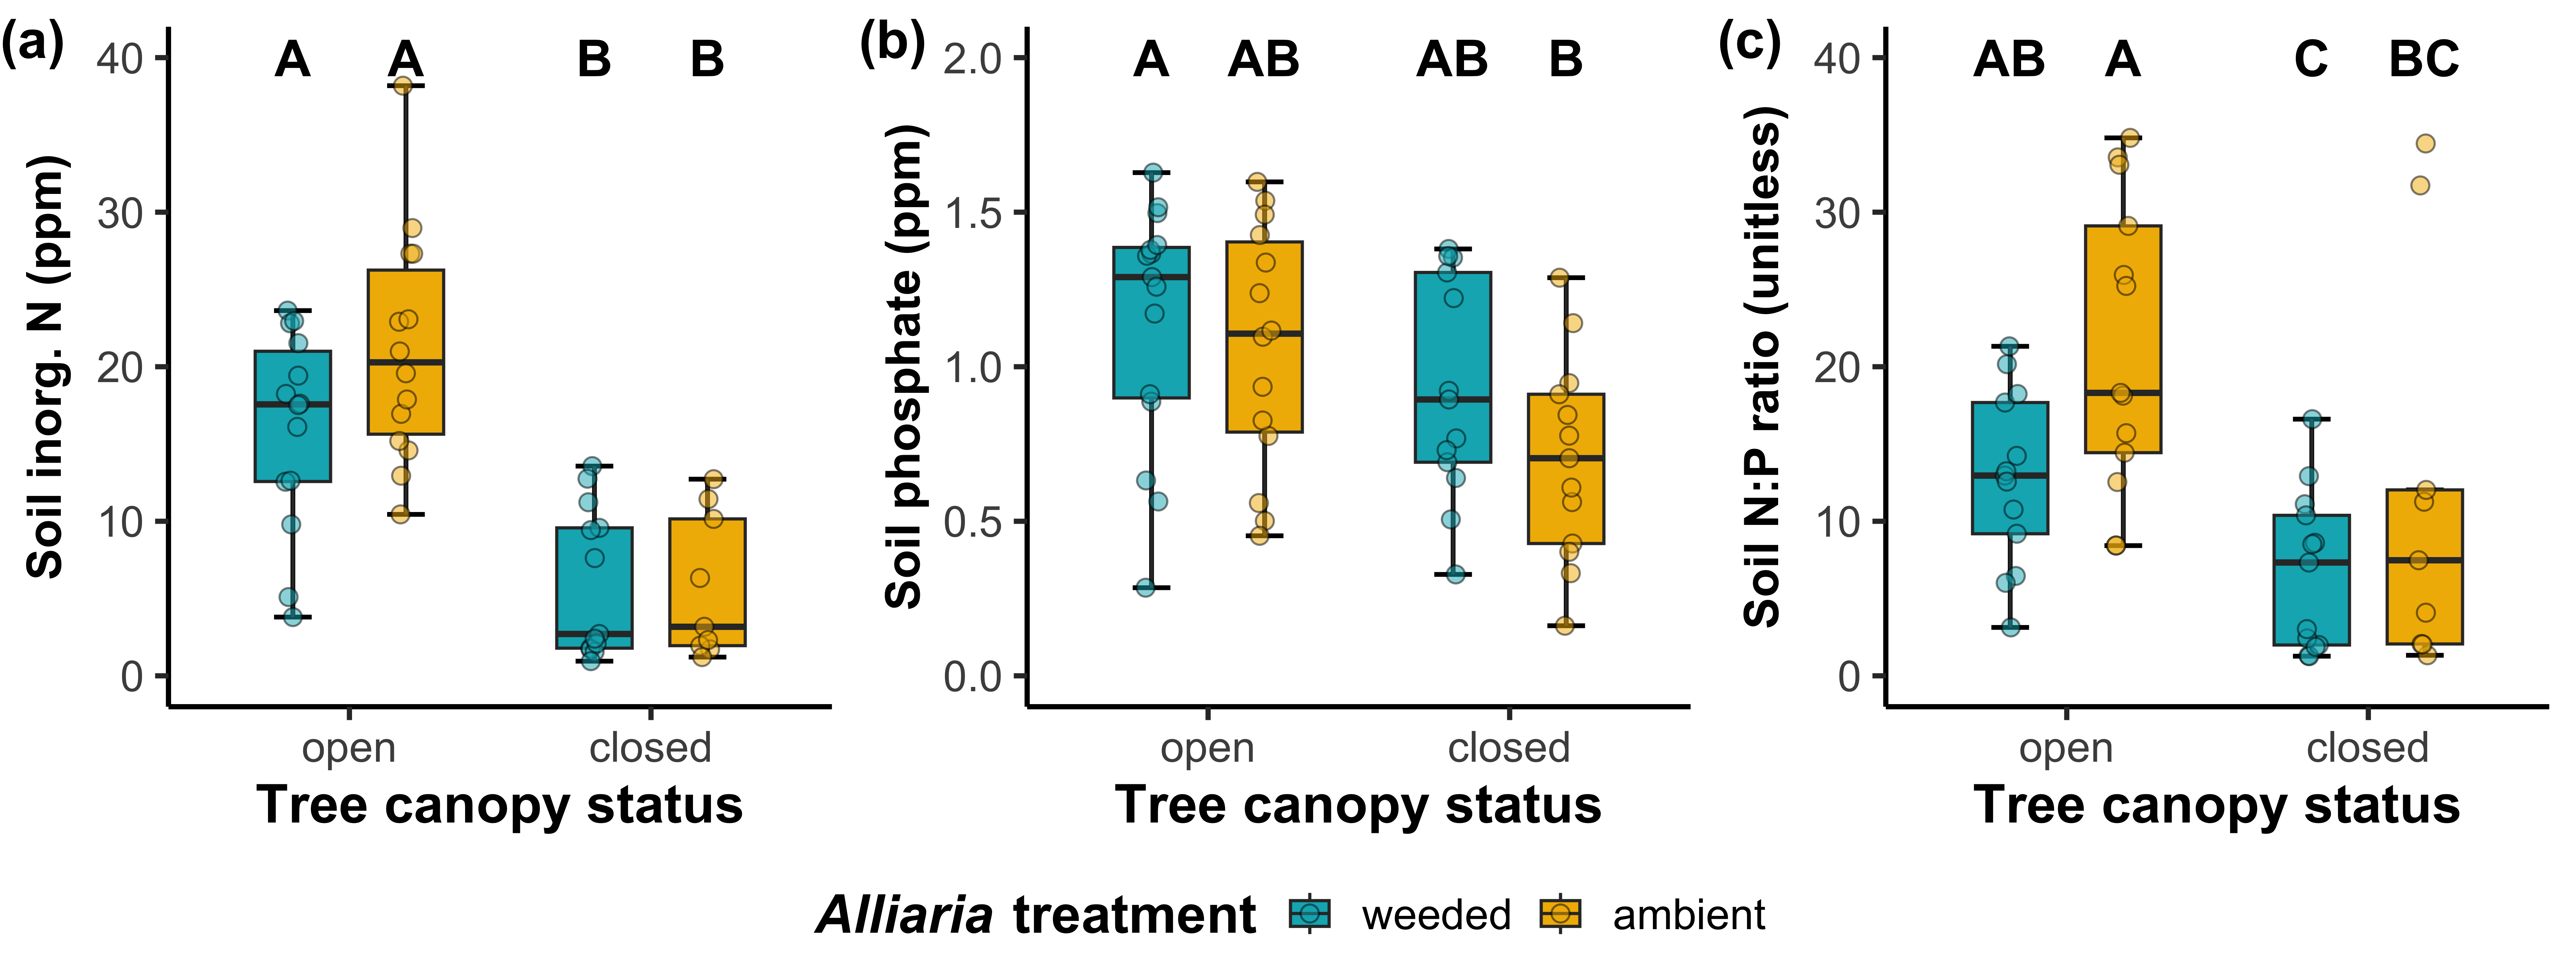 (a)
Soil inorg. N (ppm)
40
30
20
10
0
A A B B
open closed
Tree canopy status
(b)
Soil phosphate (ppm)
2.0
1.5
1.0
0.5
0.0
A AB AB B
open closed
Tree canopy status
(c)
Soil N:P ratio (unitless)
40
30
20
10
0
AB A C BC
open closed
Tree canopy status
Alliaria treatment weeded ambient